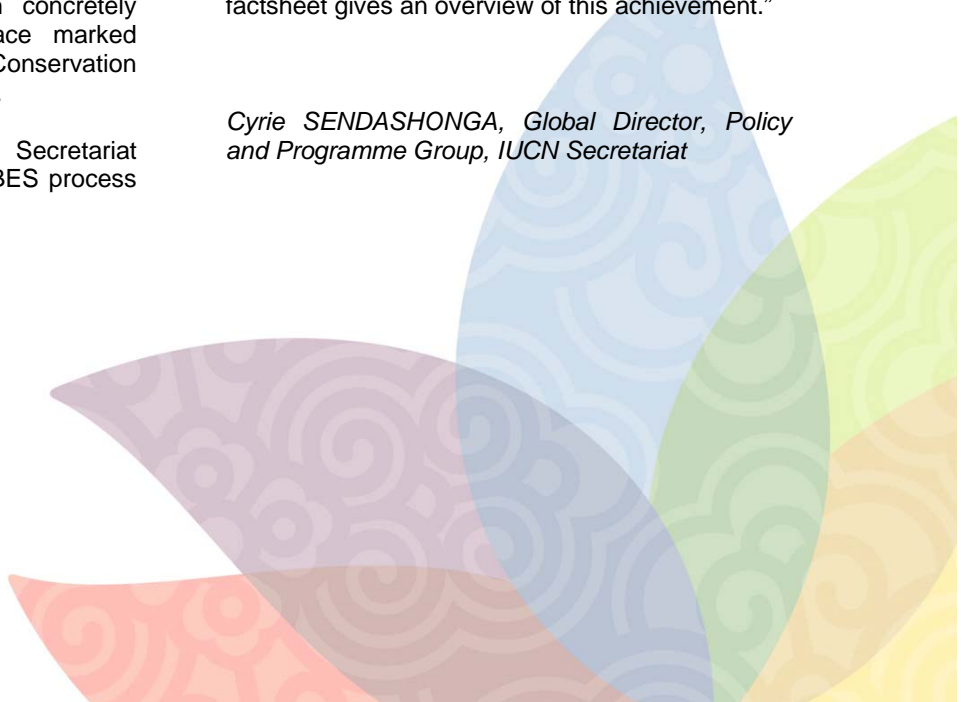 concretely
ace marked
Conservation
Secretariat
BES process
factsheet gives an overview of this achievement.”
Cyrie SENDASHONGA, Global Director, Policy
and Programme Group, IUCN Secretariat